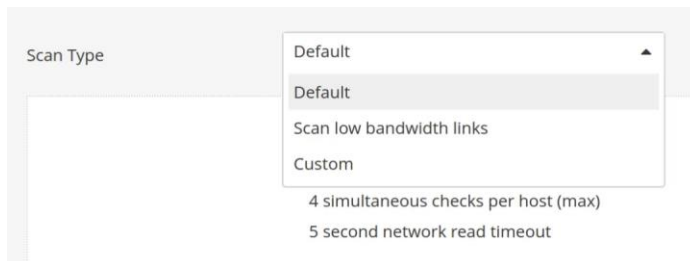 Scan Type
Default
Default
Scan low bandwidth links
Custom
4 simultaneous checks per host (max)
5 second network read timeout